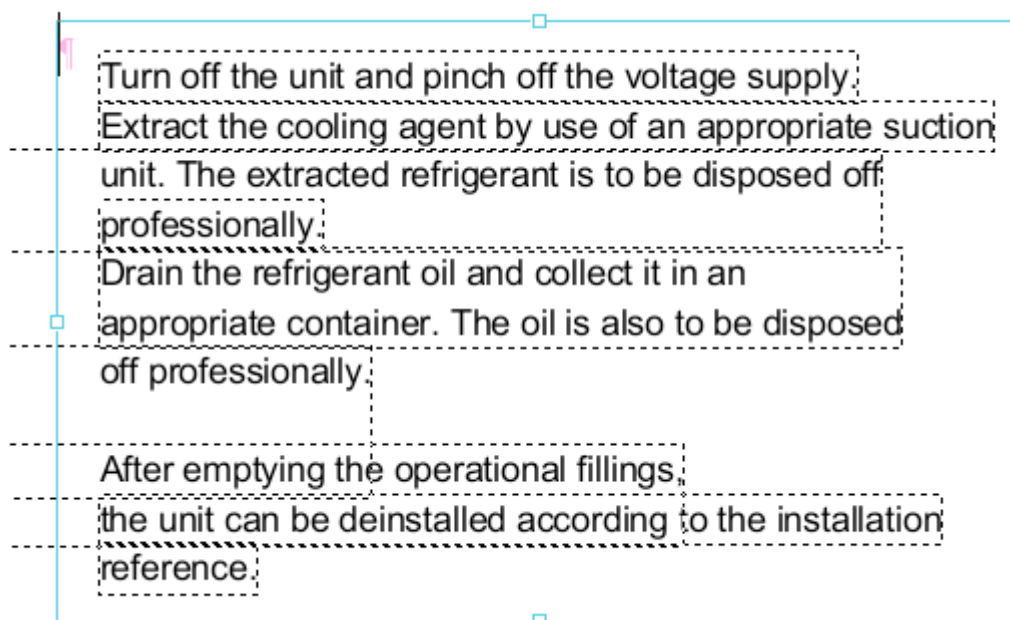 Turn off the unit and pinch off the voltage supply.
Extract the cooling agent by use of an appropriate suction
unit. The extracted refrigerant is to be disposed off
professionally.
Drain the refrigerant oil and collect it in an
appropriate container. The oil is also to be disposed
off professionally.
After emptying the operational fillings,
the unit can be deinstalled according to the installation
reference.